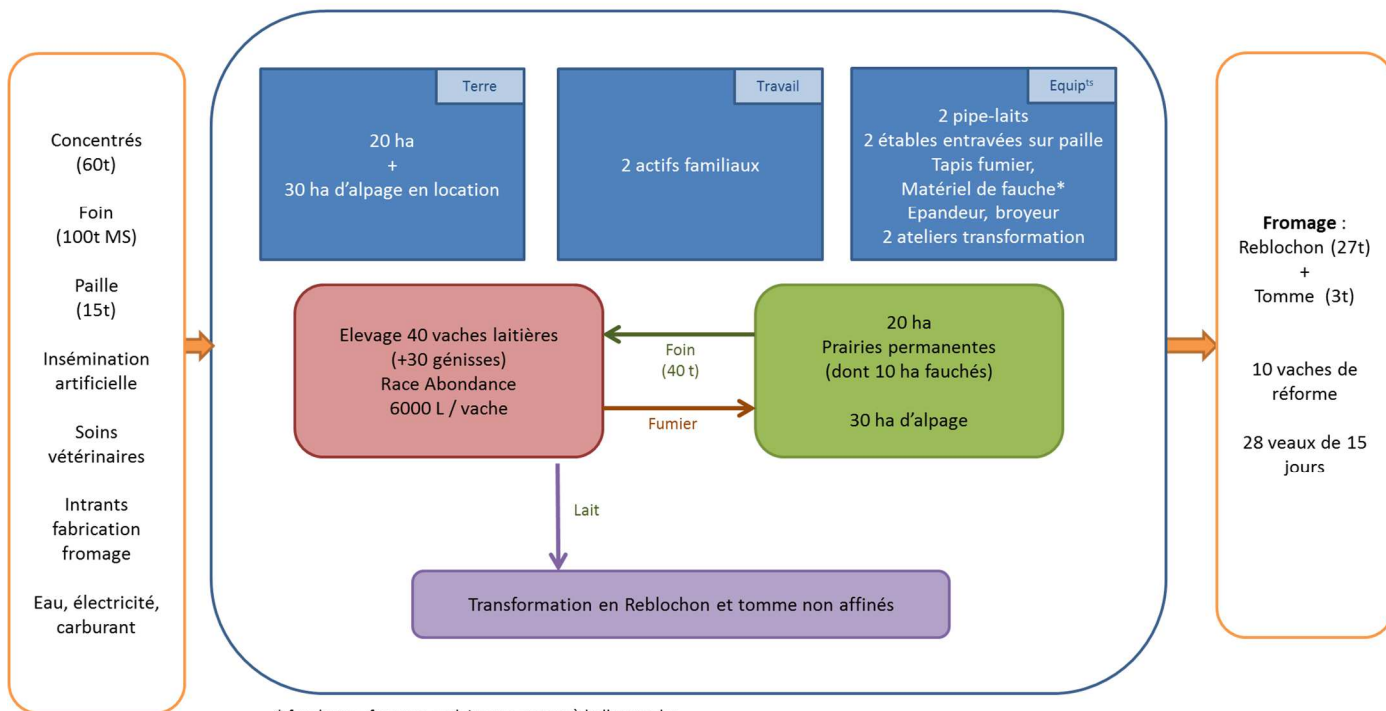 Concentrés
(60t)
Foin
(100t MS)
Paille
(15t)
Insémination
artificielle
Soins
vétérinaires
Intrants
fabrication
fromage
Eau, électricité,
carburant
Terre
20 ha
+
30 ha d'alpage en location
Travail
2 actifs familiaux
Equipts
2 pipe-laits
2 étables entravées sur paille
Tapis fumier,
Matériel de fauche*
Epandeur, broyeur
2 ateliers transformation
Elevage 40 vaches laitières
(+30 génisses)
Race Abondance
6000 L / vache
Foin
(40 t)
Fumier
20 ha
Prairies permanentes
(dont 10 ha fauchés)
30 ha d'alpage
Lait
Transformation en Reblochon et tomme non affinés
Fromage :
Reblochon (27t)
+
Tomme (3t)
10 vaches de
réforme
28 veaux de 15
jours